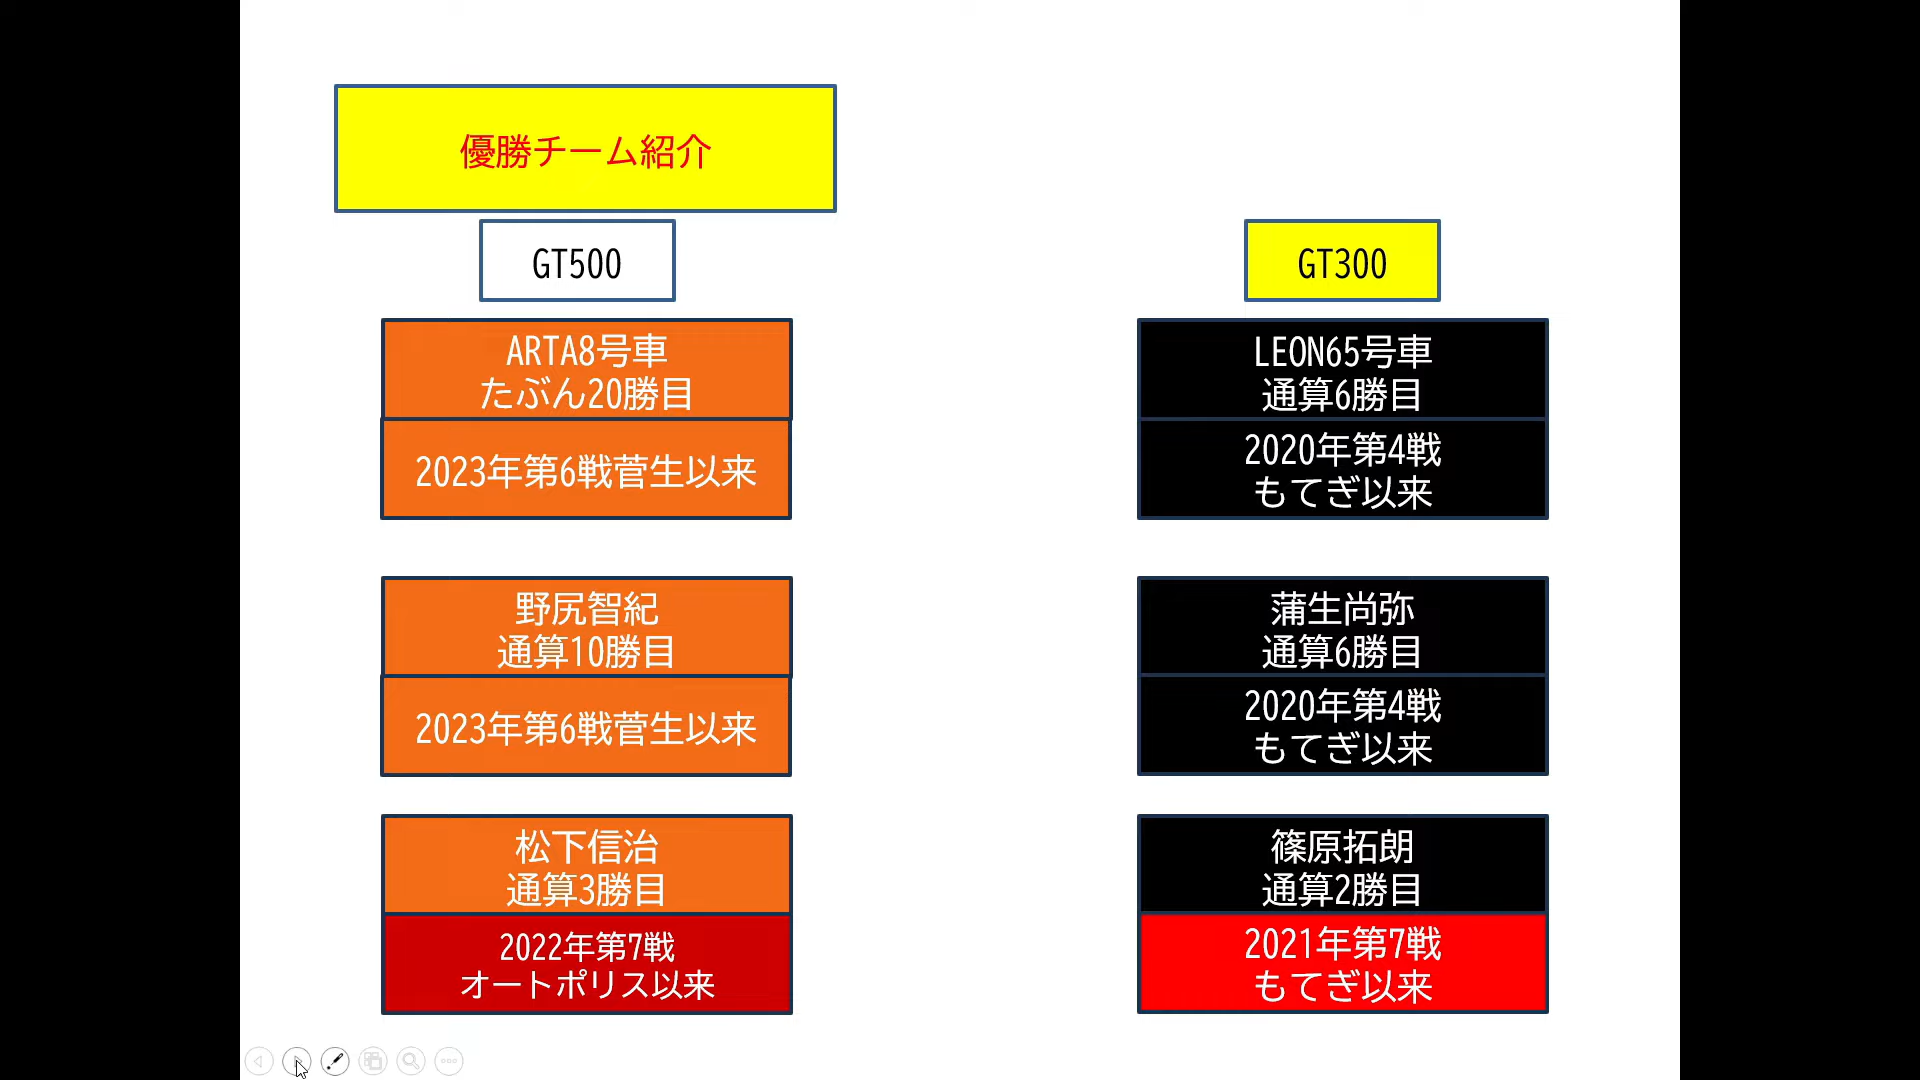 優勝チーム紹介
GT500
ARTA8号車
たぶん20勝目
2023年第6戦菅生以来
野尻智紀
通算10勝目
2023年第6戦菅生以来
松下信治
通算3勝目
2022年第7戦
オートポリス以来
GT300
LEON65号車
通算6勝目
2020年第4戦
もてぎ以来
蒲生尚弥
通算6勝目
2020年第4戦
もてぎ以来
篠原拓朗
通算2勝目
2021年第7戦
もてぎ以来